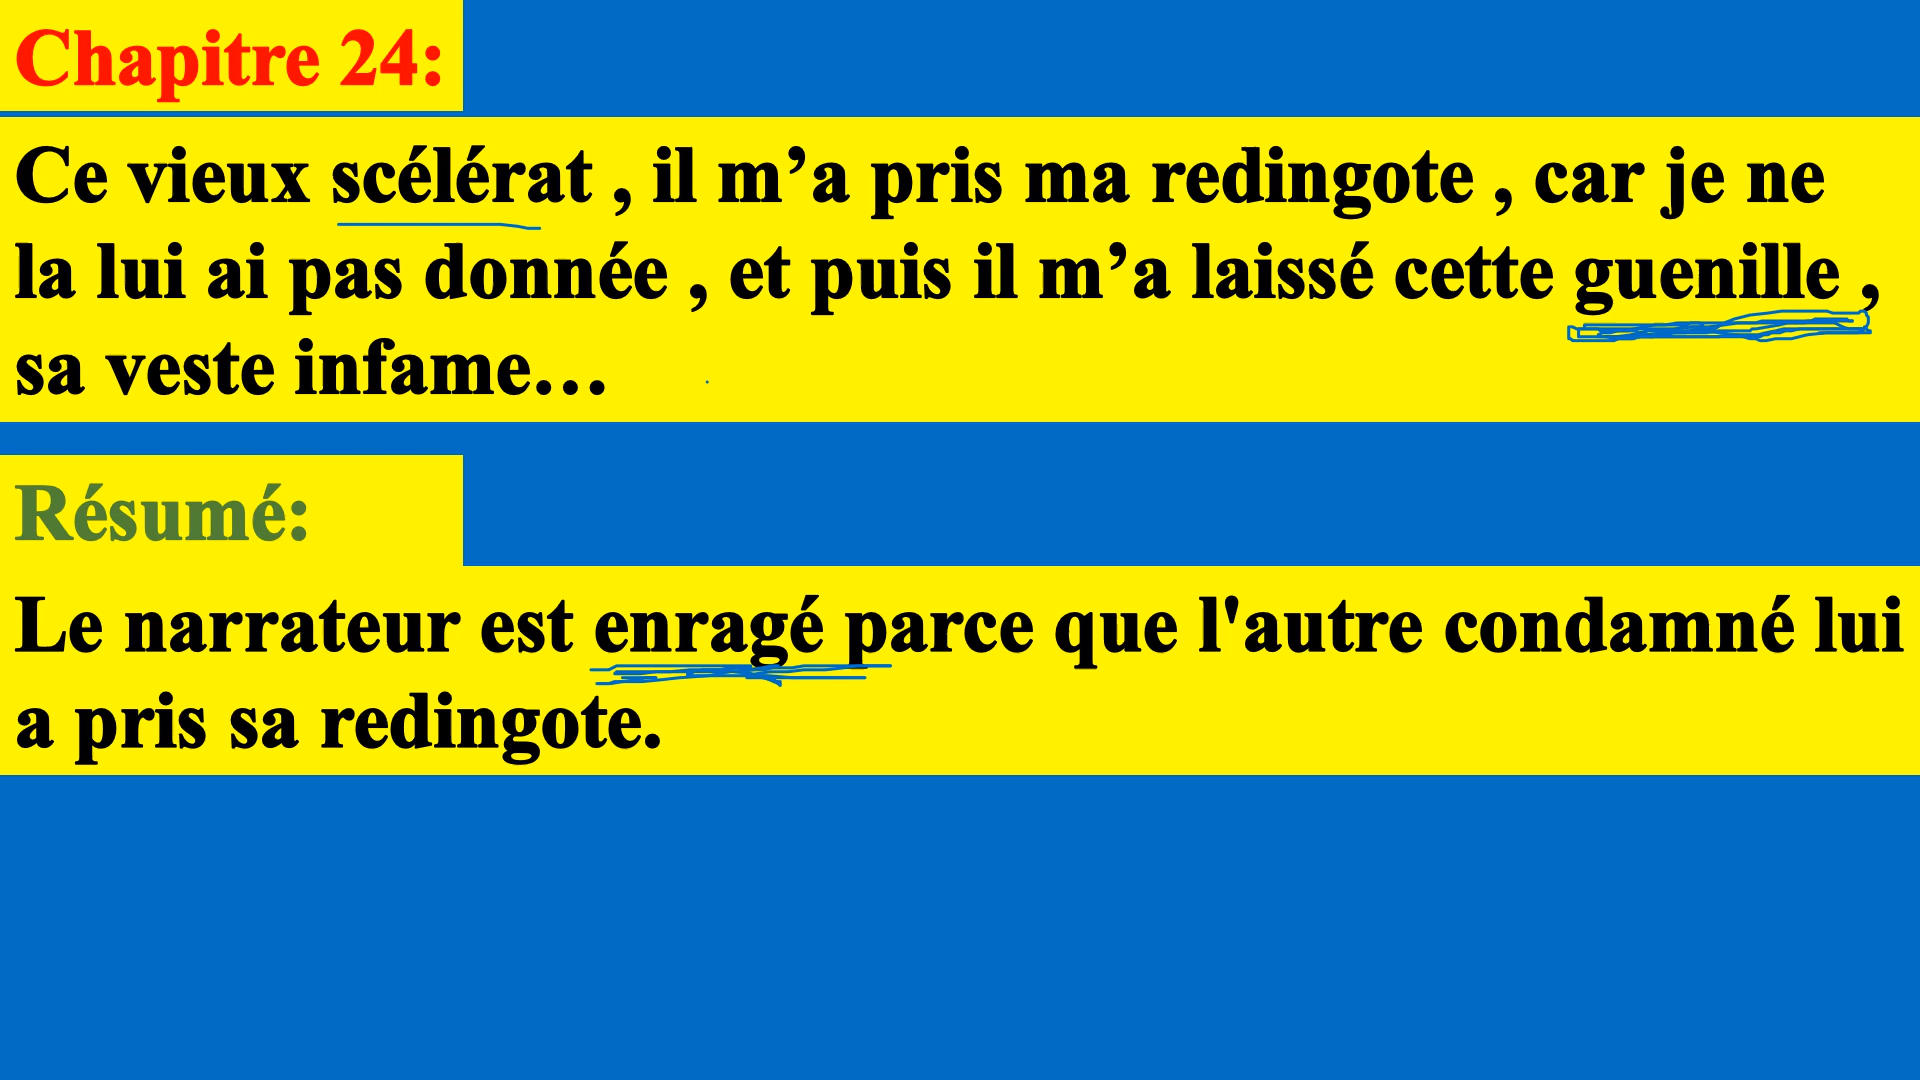 Chapitre 24:
Ce vieux scélérat , il m’a pris ma redingote , car je ne
la lui ai pas donnée , et puis il m’a laissé cette guenille ,
sa veste infame…
Résumé:
Le narrateur est enragé parce que l'autre condamné lui
a pris sa redingote.